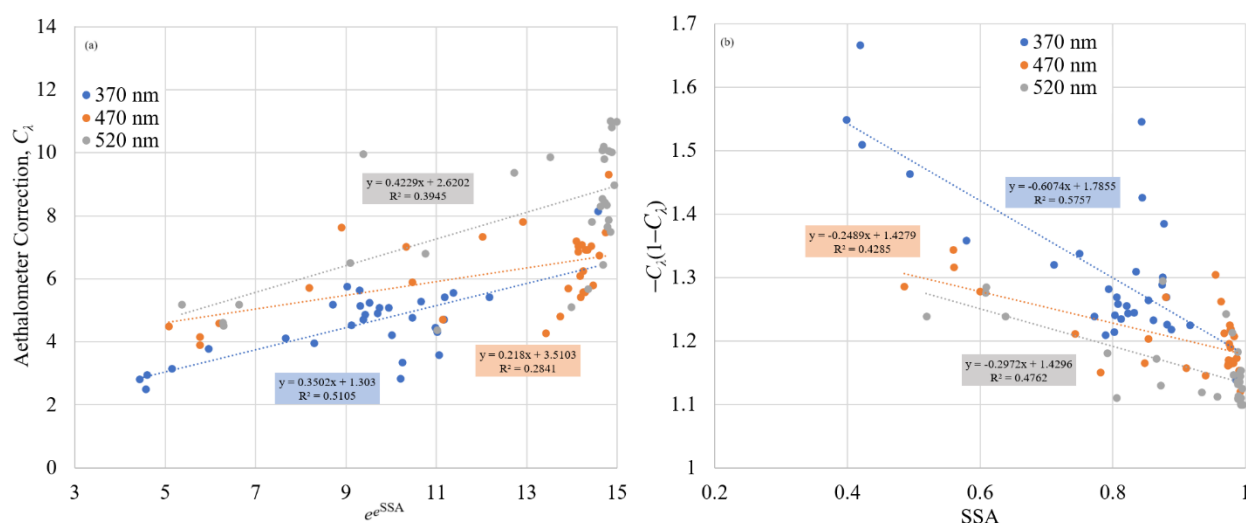 (a)
370 nm
470 nm
520 nm
Aethalometer Correction, Cλ
14
12
10
8
6
4
2
0
y = 0.4229x + 2.6202
R² = 0.3945
y = 0.218x + 3.5103
R² = 0.2841
y = 0.3502x + 1.303
R² = 0.5105
3 5 7 9 11 13 15
e^e^SSA
(b)
370 nm
470 nm
520 nm
−Cλ(1−Cλ)
1.7
1.6
1.5
1.4
1.3
1.2
1.1
1
y = -0.6074x + 1.7855
R² = 0.5757
y = -0.2489x + 1.4279
R² = 0.4285
y = -0.2972x + 1.4296
R² = 0.4762
0.2 0.4 0.6 0.8 1
SSA